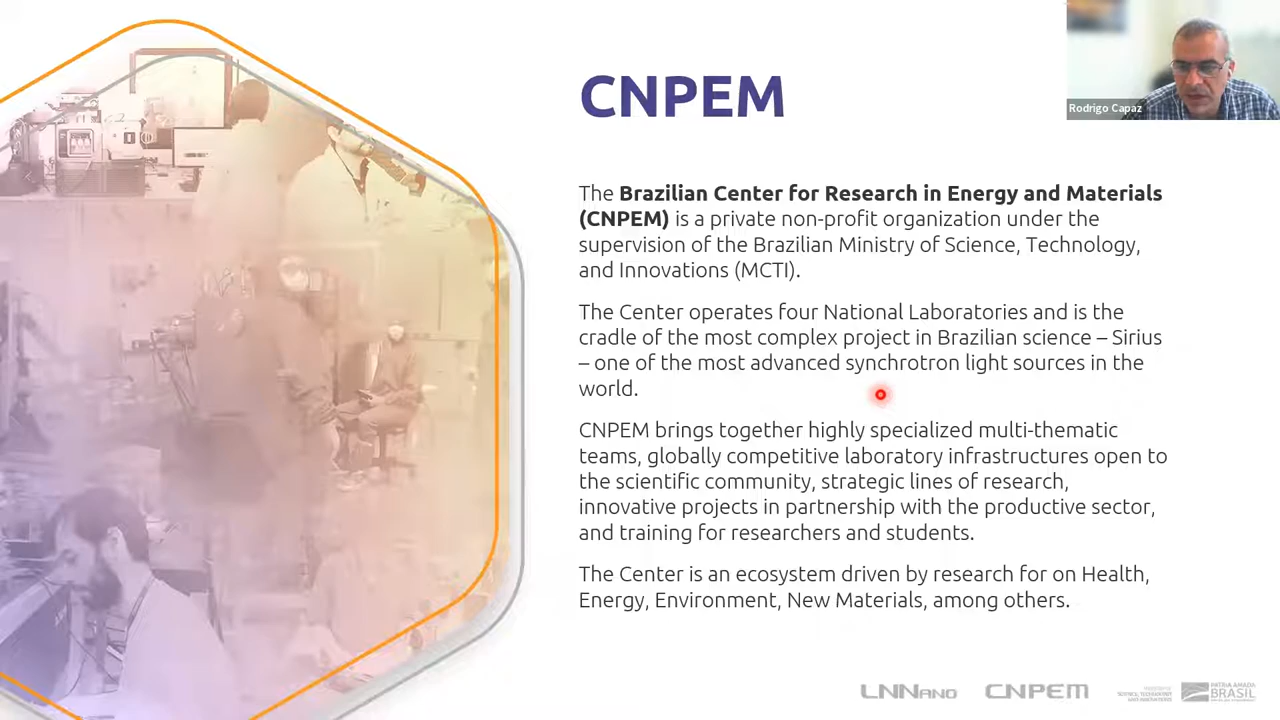 CNPEM
Rodrigo Capaz
The Brazilian Center for Research in Energy and Materials
(CNPEM) is a private non-profit organization under the
supervision of the Brazilian Ministry of Science, Technology,
and Innovations (MCTI).
The Center operates four National Laboratories and is the
cradle of the most complex project in Brazilian science – Sirius
– one of the most advanced synchrotron light sources in the
world.
CNPEM brings together highly specialized multi-thematic
teams, globally competitive laboratory infrastructures open to
the scientific community, strategic lines of research,
innovative projects in partnership with the productive sector,
and training for researchers and students.
The Center is an ecosystem driven by research for on Health,
Energy, Environment, New Materials, among others.
LNNANO
CNPEM
PÁTRIA AMADA
BRASIL